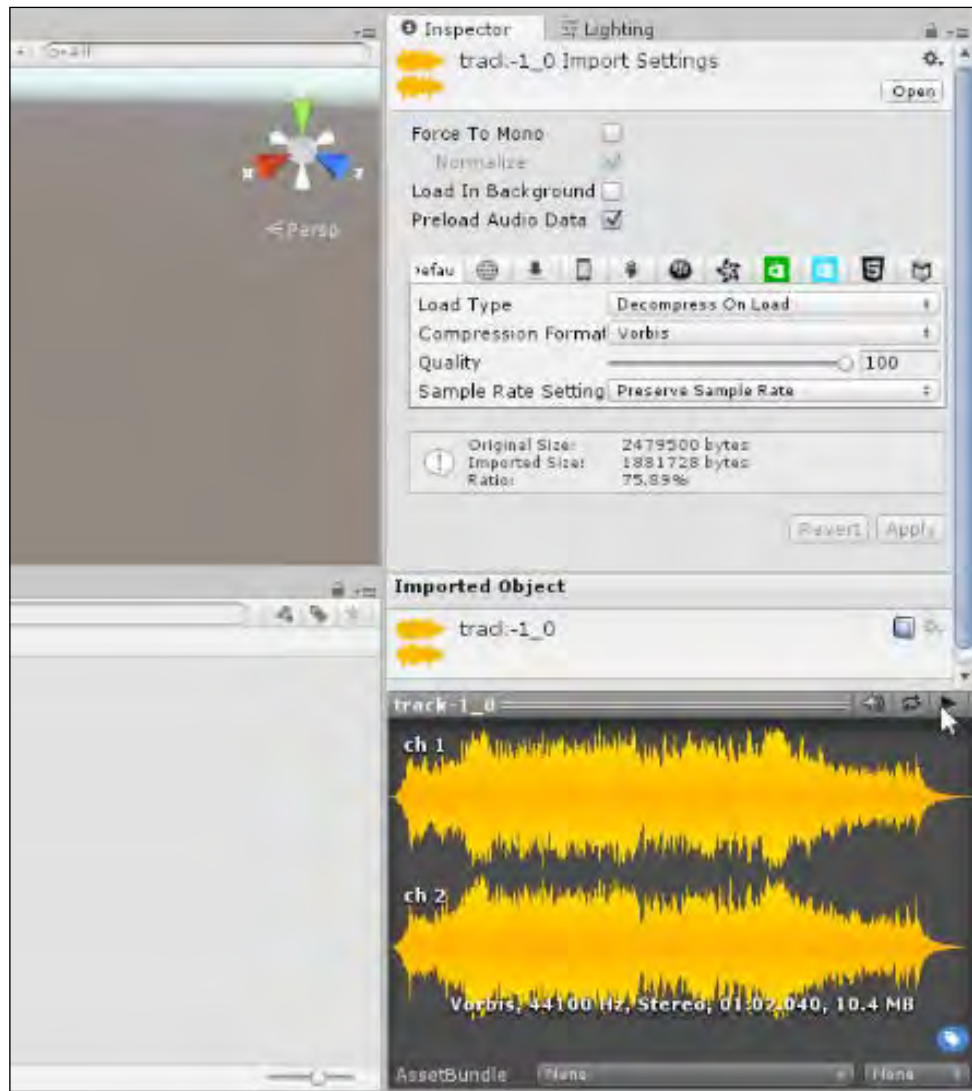 All
x
z
Persp
Inspector
Lighting
track-1_0 Import Settings
Open
Force To Mono
Normalize
Load In Background
Preload Audio Data
Load Type Decompress On Load
Compression Format Vorbis
Quality 100
Sample Rate Setting Preserve Sample Rate
Original Size: 2479500 bytes
Imported Size: 1881728 bytes
Ratio: 75.89%
Revert Apply
Imported Object
track-1_0
track-1_0
ch 1
ch 2
Vorbis, 44100 Hz, Stereo, 01:02.040, 10.4 MB
AssetBundle None None